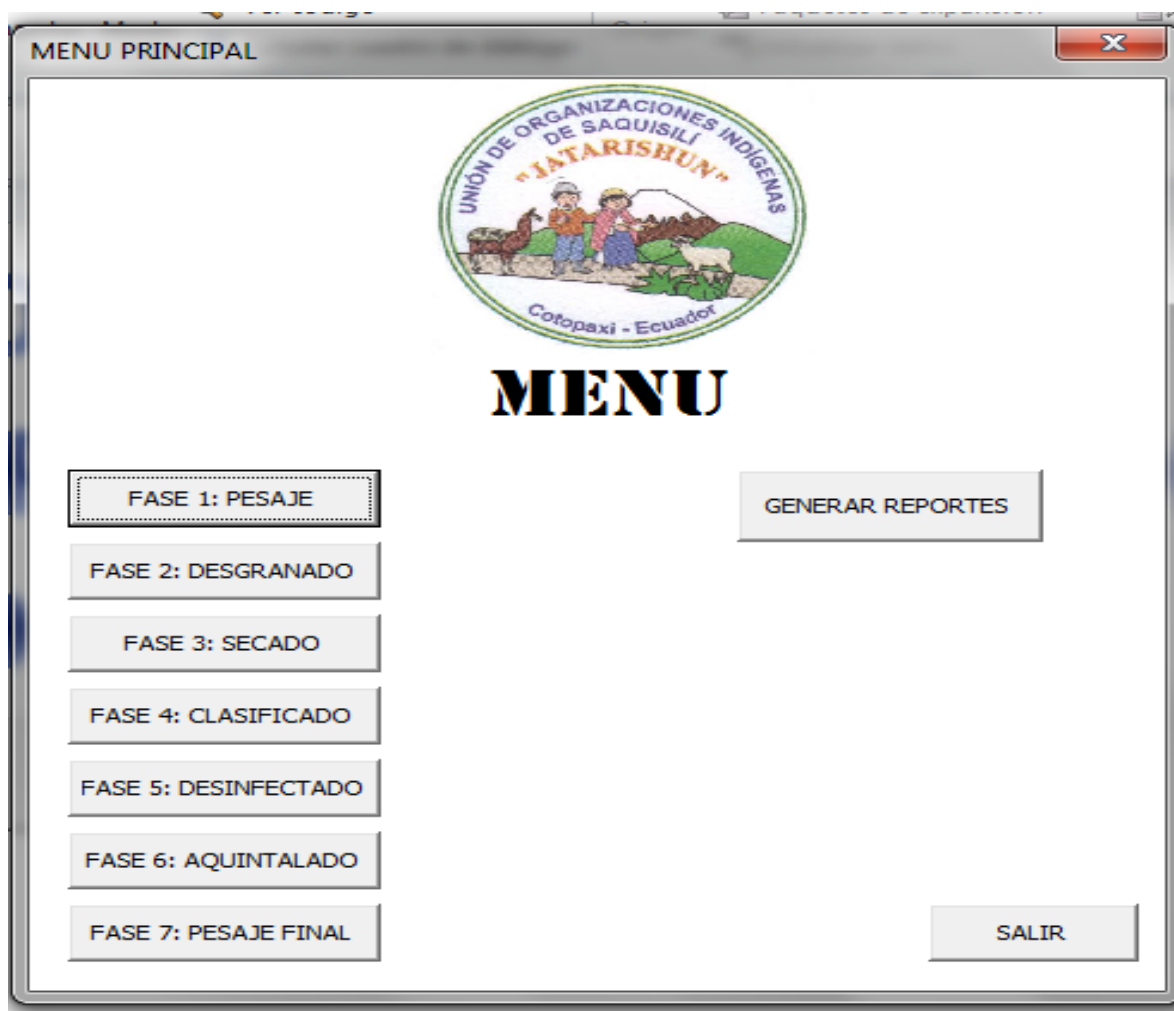 MENU PRINCIPAL
UNIÓN DE ORGANIZACIONES INDÍGENAS
DE SAQUISILÍ
"JATARISHUN"
Cotopaxi - Ecuador
MENU
FASE 1: PESAJE
GENERAR REPORTES
FASE 2: DESGRANADO
FASE 3: SECADO
FASE 4: CLASIFICADO
FASE 5: DESINFECTADO
FASE 6: AQUINTALADO
FASE 7: PESAJE FINAL
SALIR